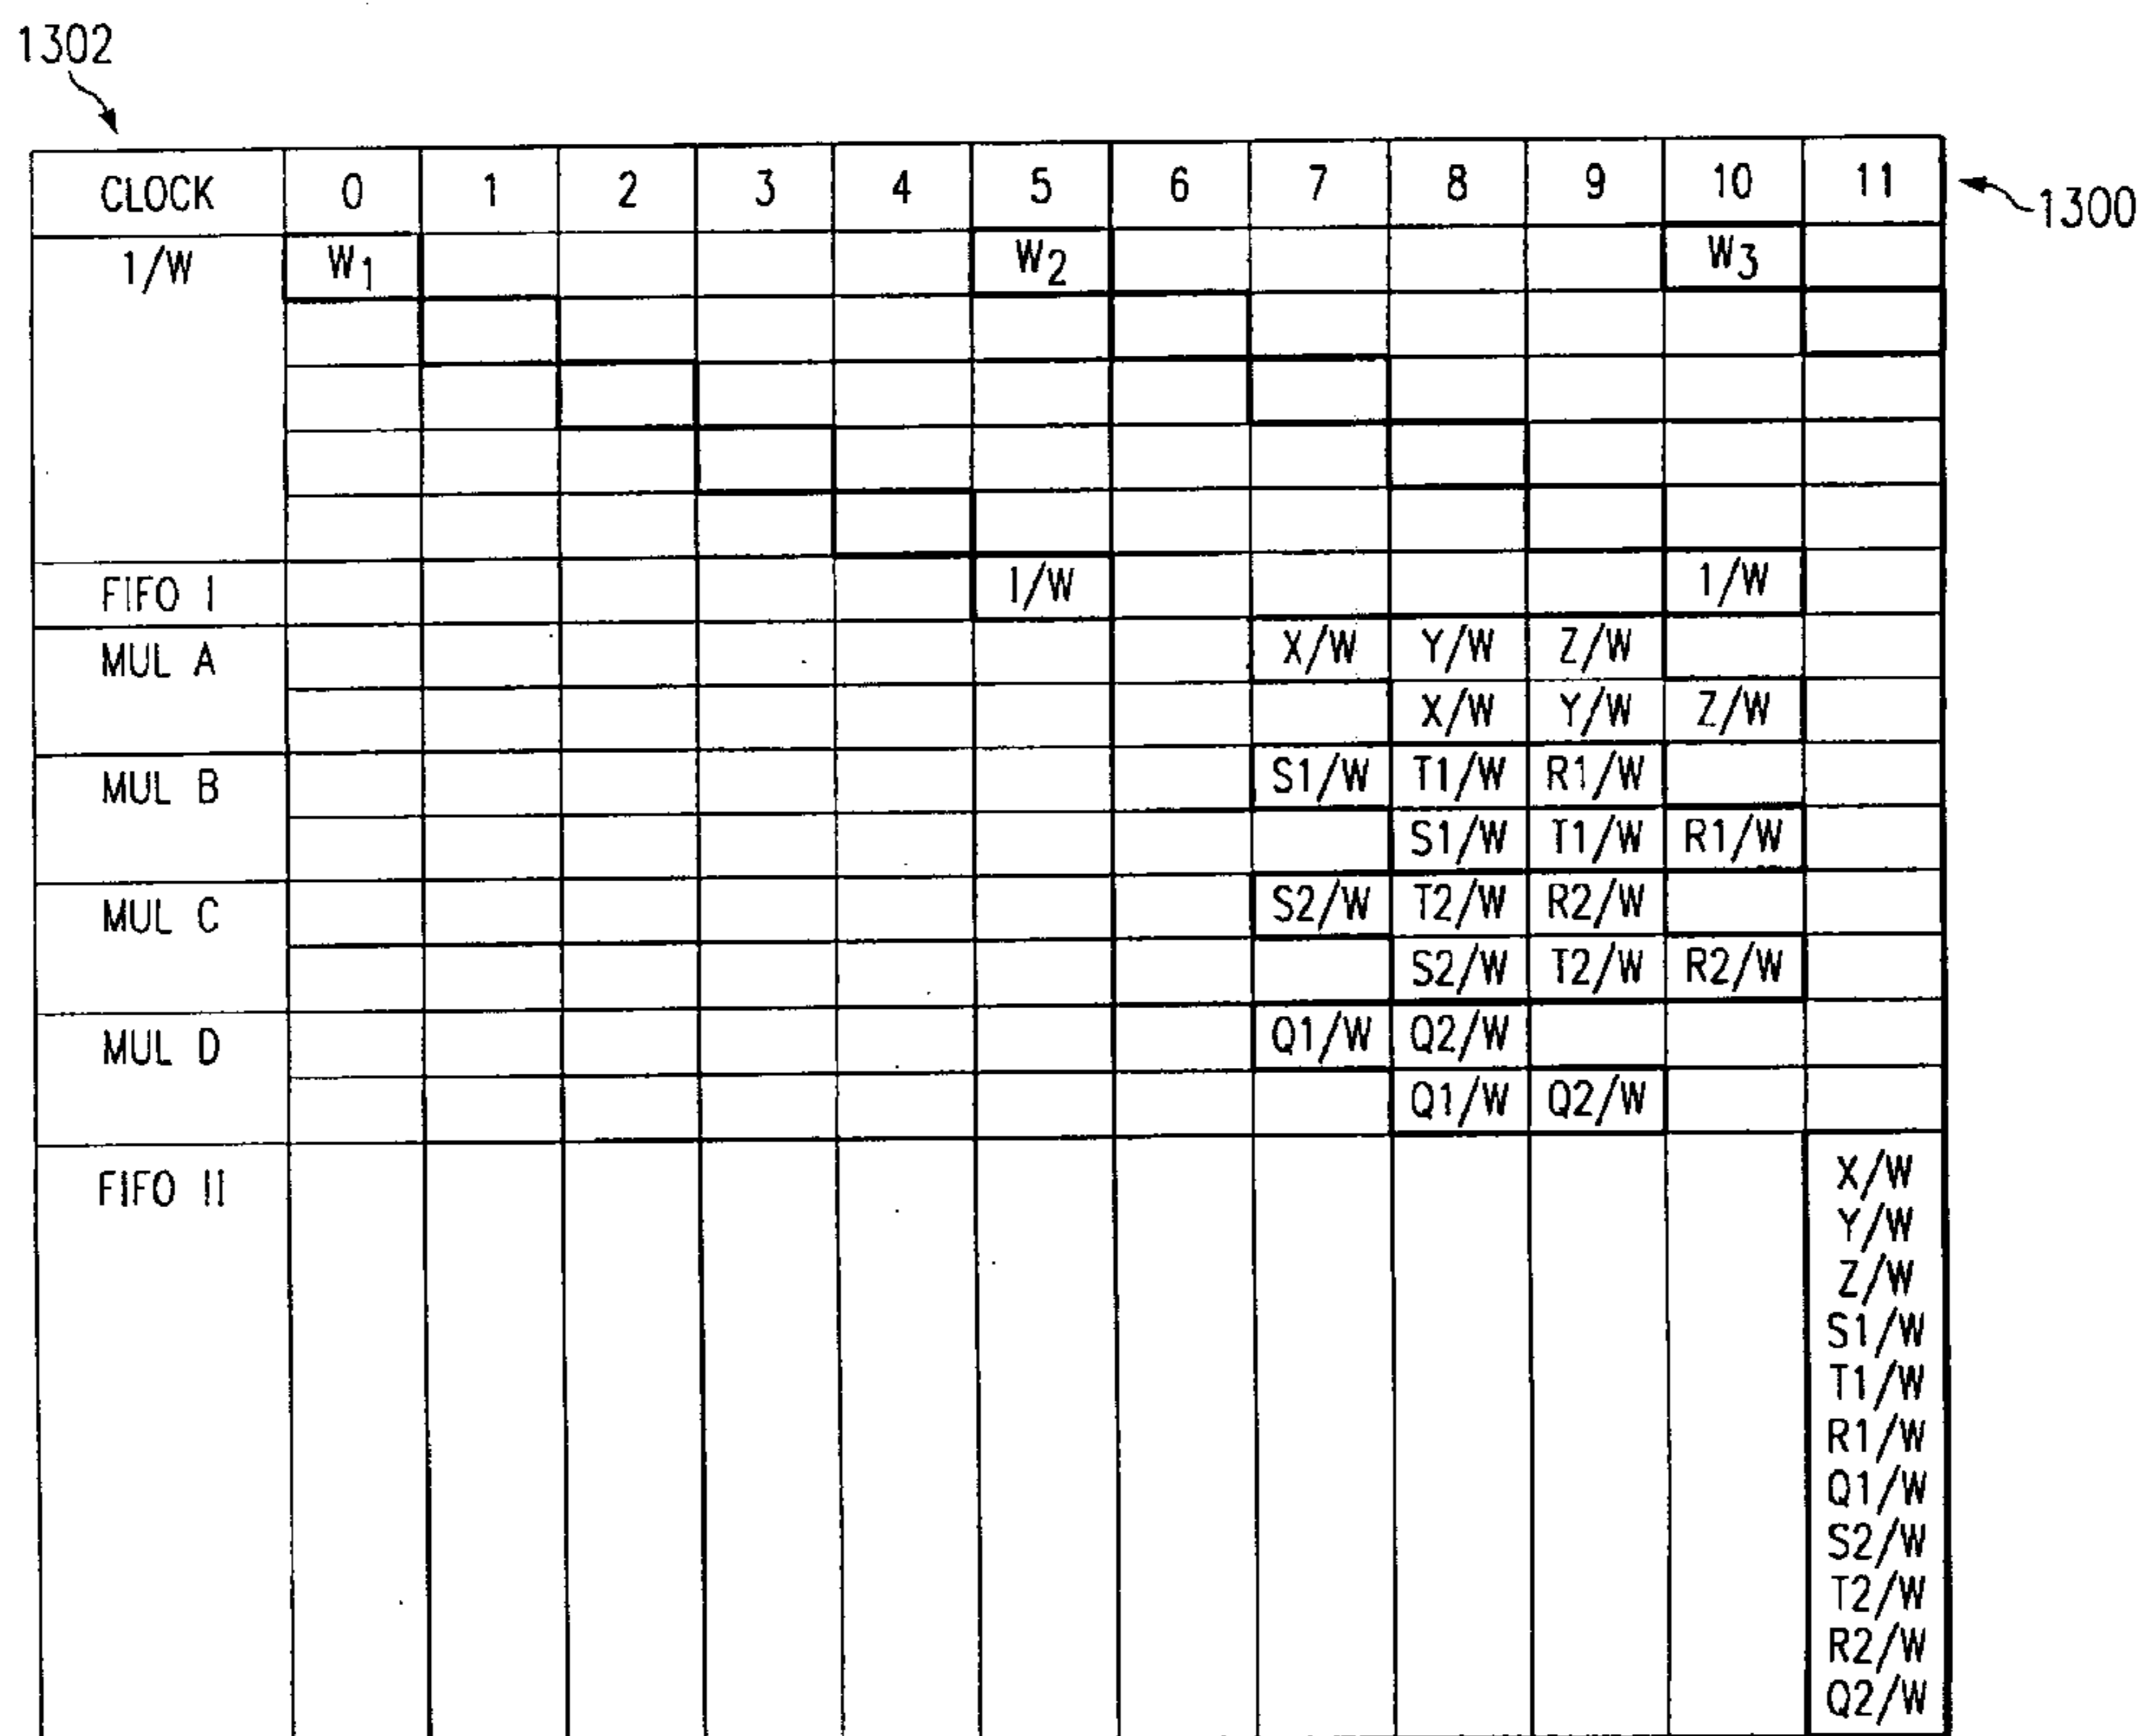 1302
CLOCK 0 1 2 3 4 5 6 7 8 9 10 11
1300
1/W W1 W2 W3
FIFO I 1/W 1/W
MUL A X/W Y/W Z/W
X/W Y/W Z/W
MUL B S1/W T1/W R1/W
S1/W T1/W R1/W
MUL C S2/W T2/W R2/W
S2/W T2/W R2/W
MUL D Q1/W Q2/W
Q1/W Q2/W
FIFO II X/W
Y/W
Z/W
S1/W
T1/W
R1/W
Q1/W
S2/W
T2/W
R2/W
Q2/W